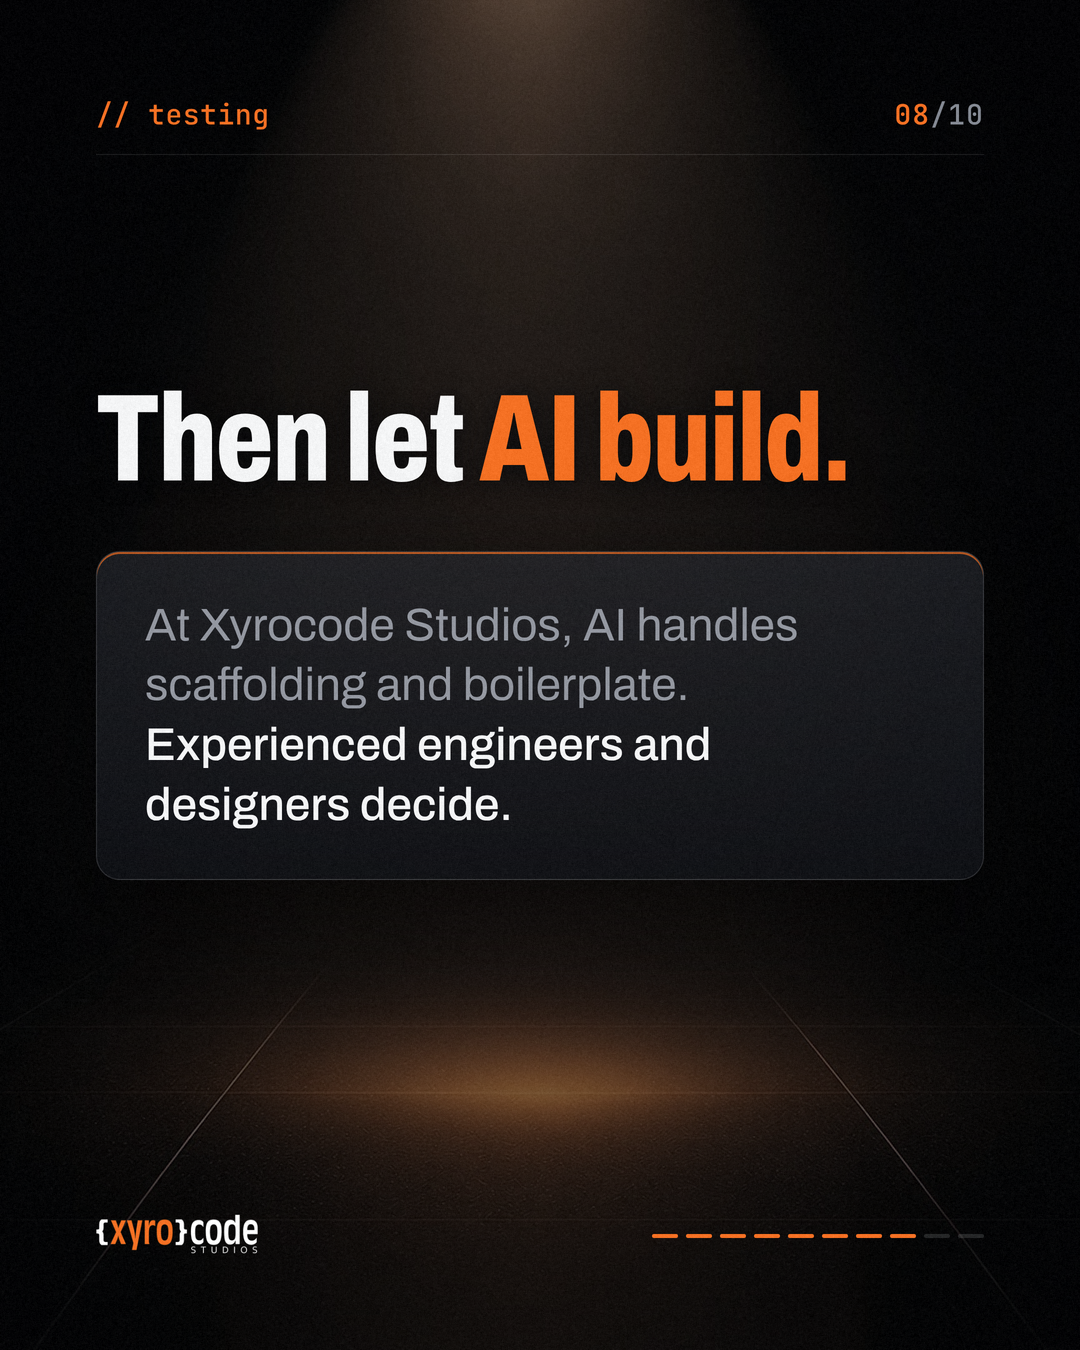 // testing
08/10
Then let AI build.
At Xyrocode Studios, AI handles
scaffolding and boilerplate.
Experienced engineers and
designers decide.
{xyro}code
STUDIOS